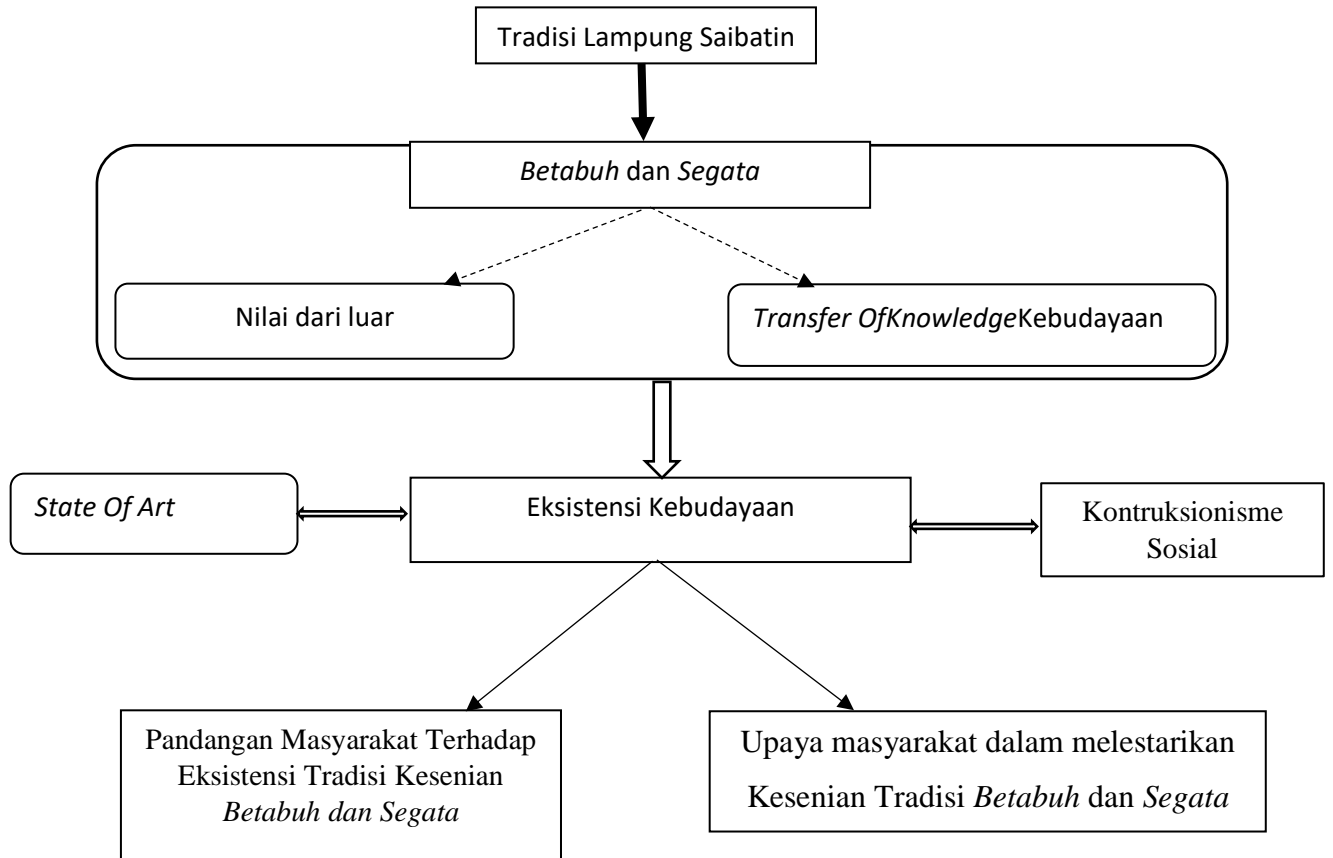 Tradisi Lampung Saibatin
Betabuh dan Segata
Nilai dari luar
Transfer OfKnowledgeKebudayaan
State Of Art
Eksistensi Kebudayaan
Kontruksionisme
Sosial
Pandangan Masyarakat Terhadap
Eksistensi Tradisi Kesenian
Betabuh dan Segata
Upaya masyarakat dalam melestarikan
Kesenian Tradisi Betabuh dan Segata